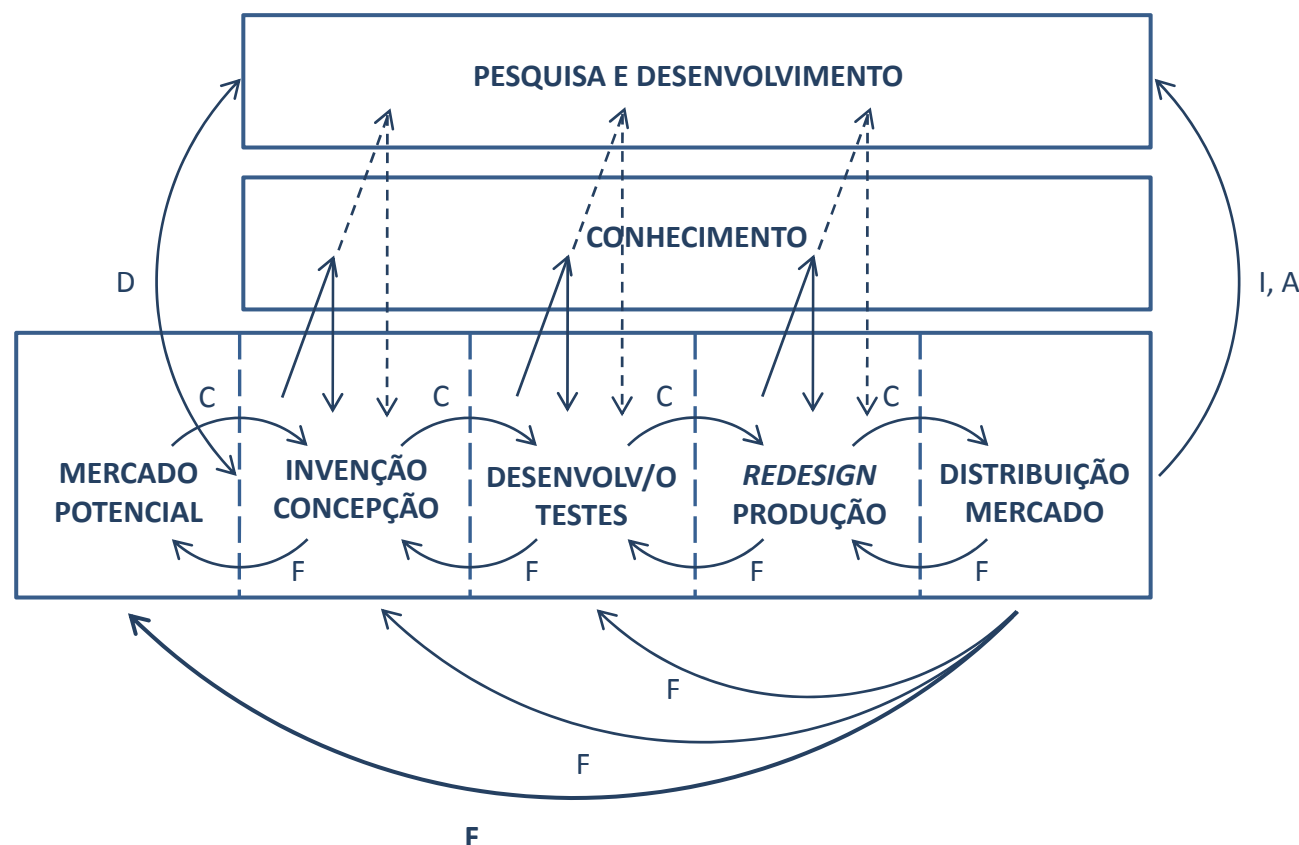 PESQUISA E DESENVOLVIMENTO
CONHECIMENTO
D
I, A
C
C
C
C
MERCADO
POTENCIAL
INVENÇÃO
CONCEPÇÃO
DESENVOLV/O
TESTES
REDESIGN
PRODUÇÃO
DISTRIBUIÇÃO
MERCADO
F
F
F
F
F
F
F